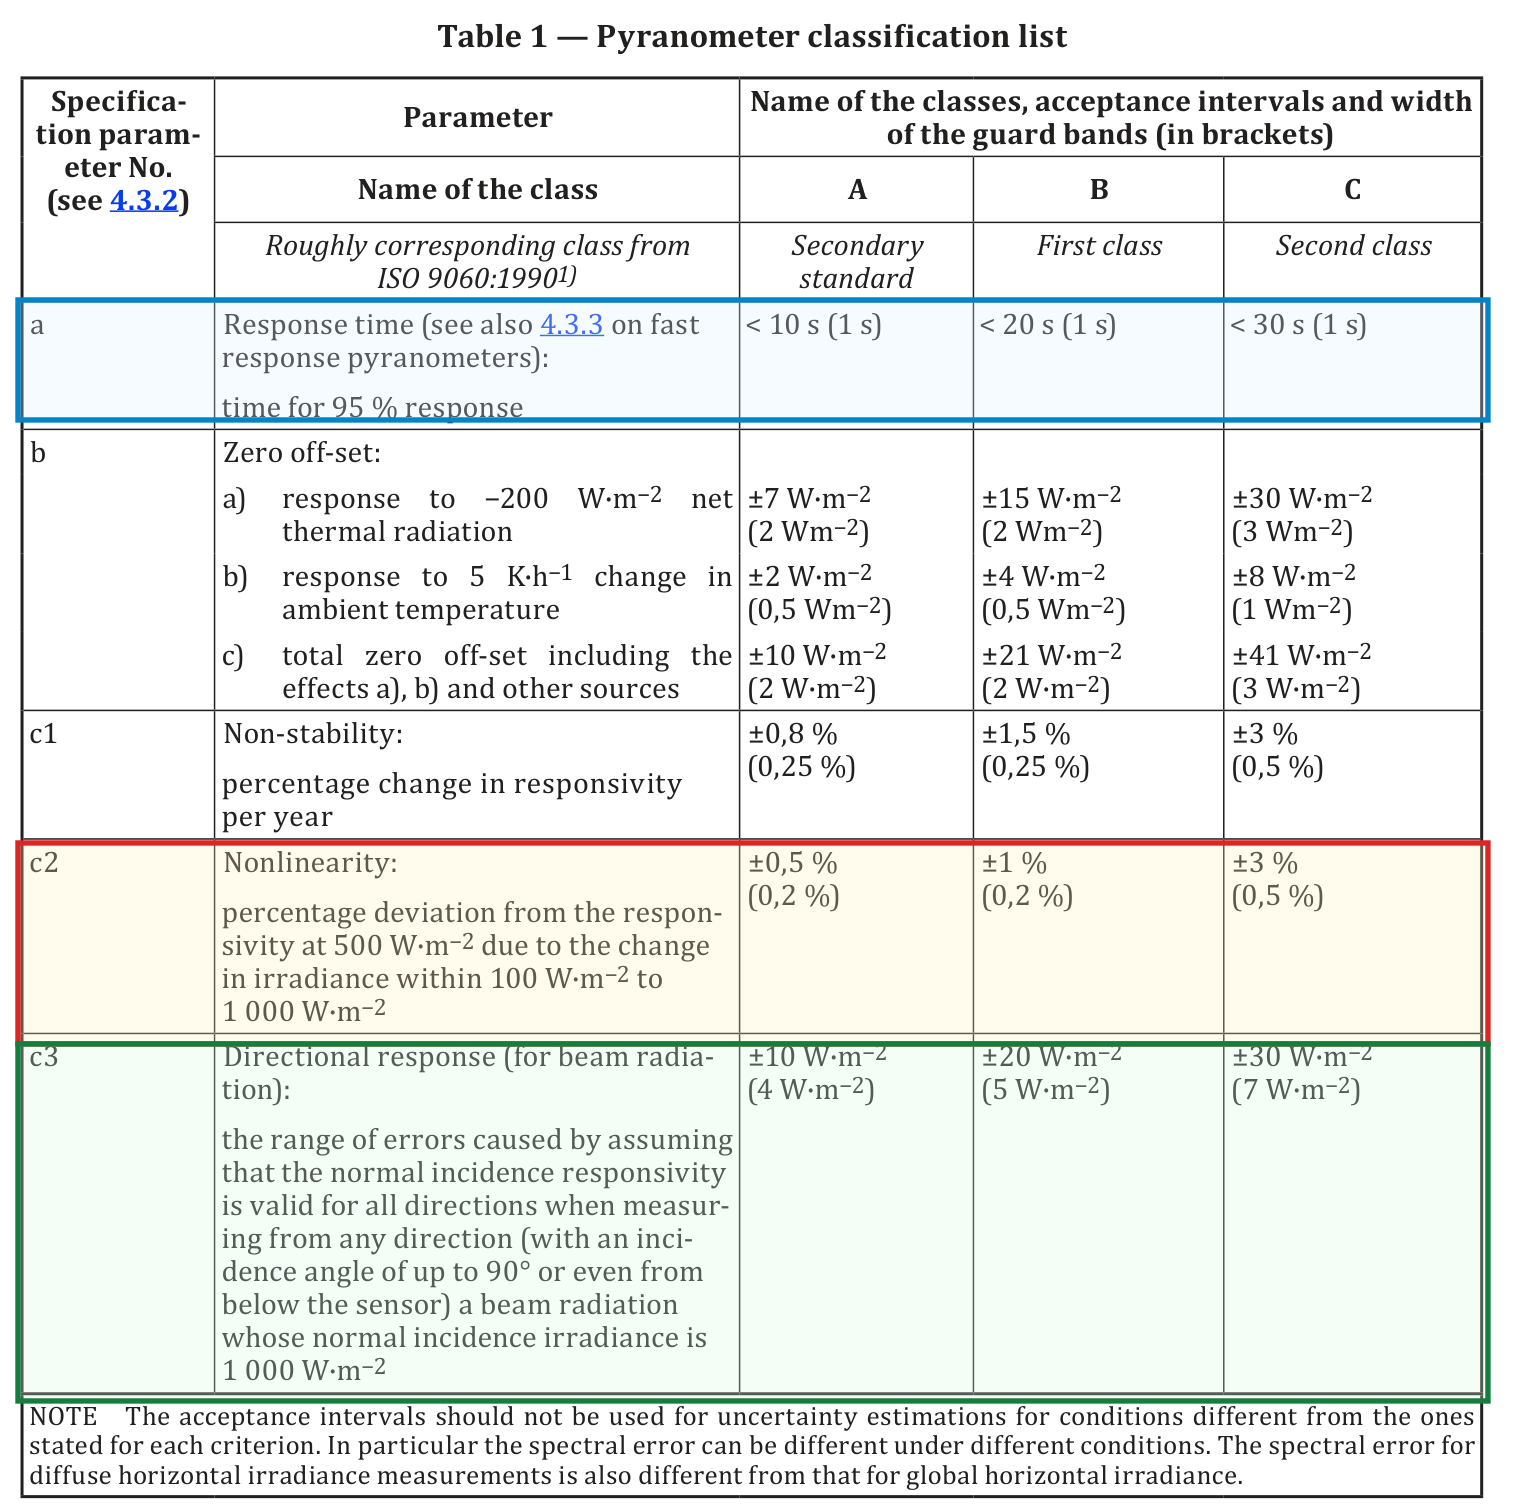 Table 1 — Pyranometer classification list
Specifica-
tion param-
eter No.
(see 4.3.2)
Parameter
Name of the classes, acceptance intervals and width
of the guard bands (in brackets)
Name of the class
A
B
C
Roughly corresponding class from
ISO 9060:1990¹⁾
Secondary
standard
First class
Second class
a
Response time (see also 4.3.3 on fast
response pyranometers):
time for 95 % response
< 10 s (1 s)
< 20 s (1 s)
< 30 s (1 s)
b
Zero off-set:
a) response to –200 W·m⁻² net
thermal radiation
±7 W·m⁻²
(2 Wm⁻²)
±15 W·m⁻²
(2 Wm⁻²)
±30 W·m⁻²
(3 Wm⁻²)
b) response to 5 K·h⁻¹ change in
ambient temperature
±2 W·m⁻²
(0,5 Wm⁻²)
±4 W·m⁻²
(0,5 Wm⁻²)
±8 W·m⁻²
(1 Wm⁻²)
c) total zero off-set including the
effects a), b) and other sources
±10 W·m⁻²
(2 W·m⁻²)
±21 W·m⁻²
(2 W·m⁻²)
±41 W·m⁻²
(3 W·m⁻²)
c1
Non-stability:
percentage change in responsivity
per year
±0,8 %
(0,25 %)
±1,5 %
(0,25 %)
±3 %
(0,5 %)
c2
Nonlinearity:
percentage deviation from the respon-
sivity at 500 W·m⁻² due to the change
in irradiance within 100 W·m⁻² to
1 000 W·m⁻²
±0,5 %
(0,2 %)
±1 %
(0,2 %)
±3 %
(0,5 %)
c3
Directional response (for beam radia-
tion):
the range of errors caused by assuming
that the normal incidence responsivity
is valid for all directions when measur-
ing from any direction (with an inci-
dence angle of up to 90° or even from
below the sensor) a beam radiation
whose normal incidence irradiance is
1 000 W·m⁻²
±10 W·m⁻²
(4 W·m⁻²)
±20 W·m⁻²
(5 W·m⁻²)
±30 W·m⁻²
(7 W·m⁻²)
NOTE The acceptance intervals should not be used for uncertainty estimations for conditions different from the ones
stated for each criterion. In particular the spectral error can be different under different conditions. The spectral error for
diffuse horizontal irradiance measurements is also different from that for global horizontal irradiance.